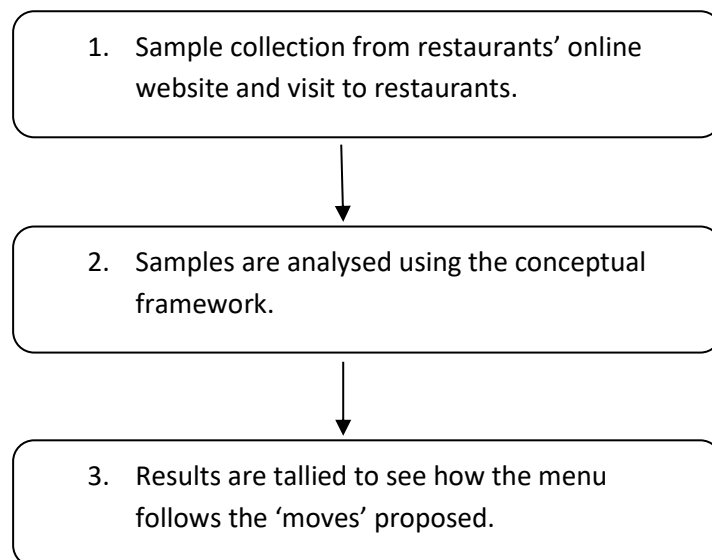 1. Sample collection from restaurants’ online
website and visit to restaurants.
2. Samples are analysed using the conceptual
framework.
3. Results are tallied to see how the menu
follows the ‘moves’ proposed.